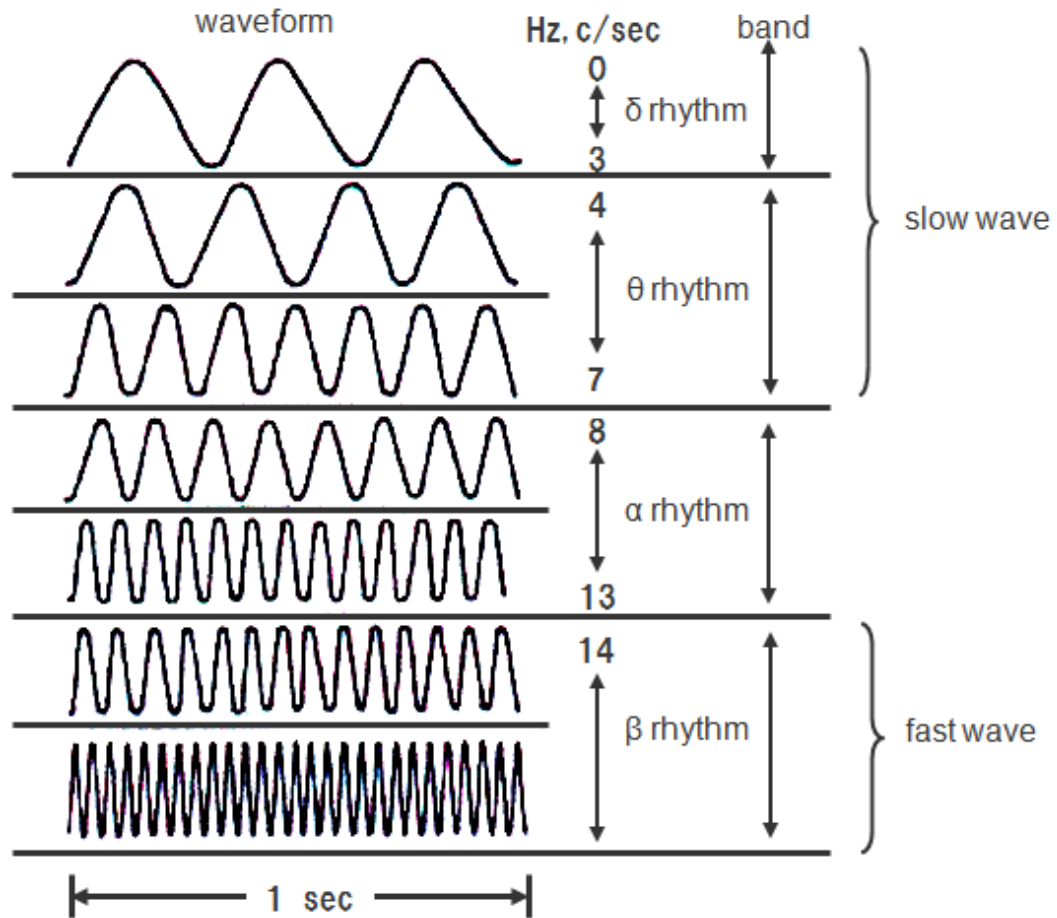 waveform Hz, c/sec band
0
δ rhythm
3
4
slow wave
θ rhythm
7
8
α rhythm
13
14
β rhythm fast wave
1 sec